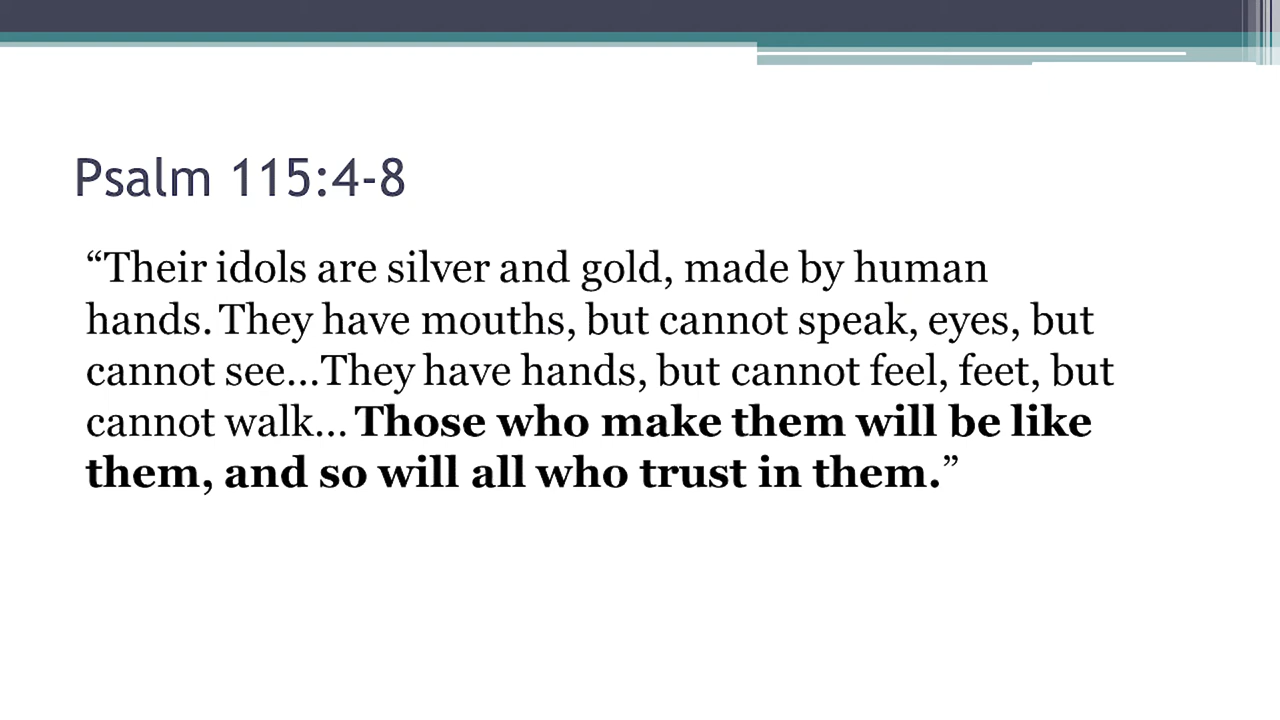 Psalm 115:4-8
“Their idols are silver and gold, made by human
hands. They have mouths, but cannot speak, eyes, but
cannot see...They have hands, but cannot feel, feet, but
cannot walk... Those who make them will be like
them, and so will all who trust in them.”